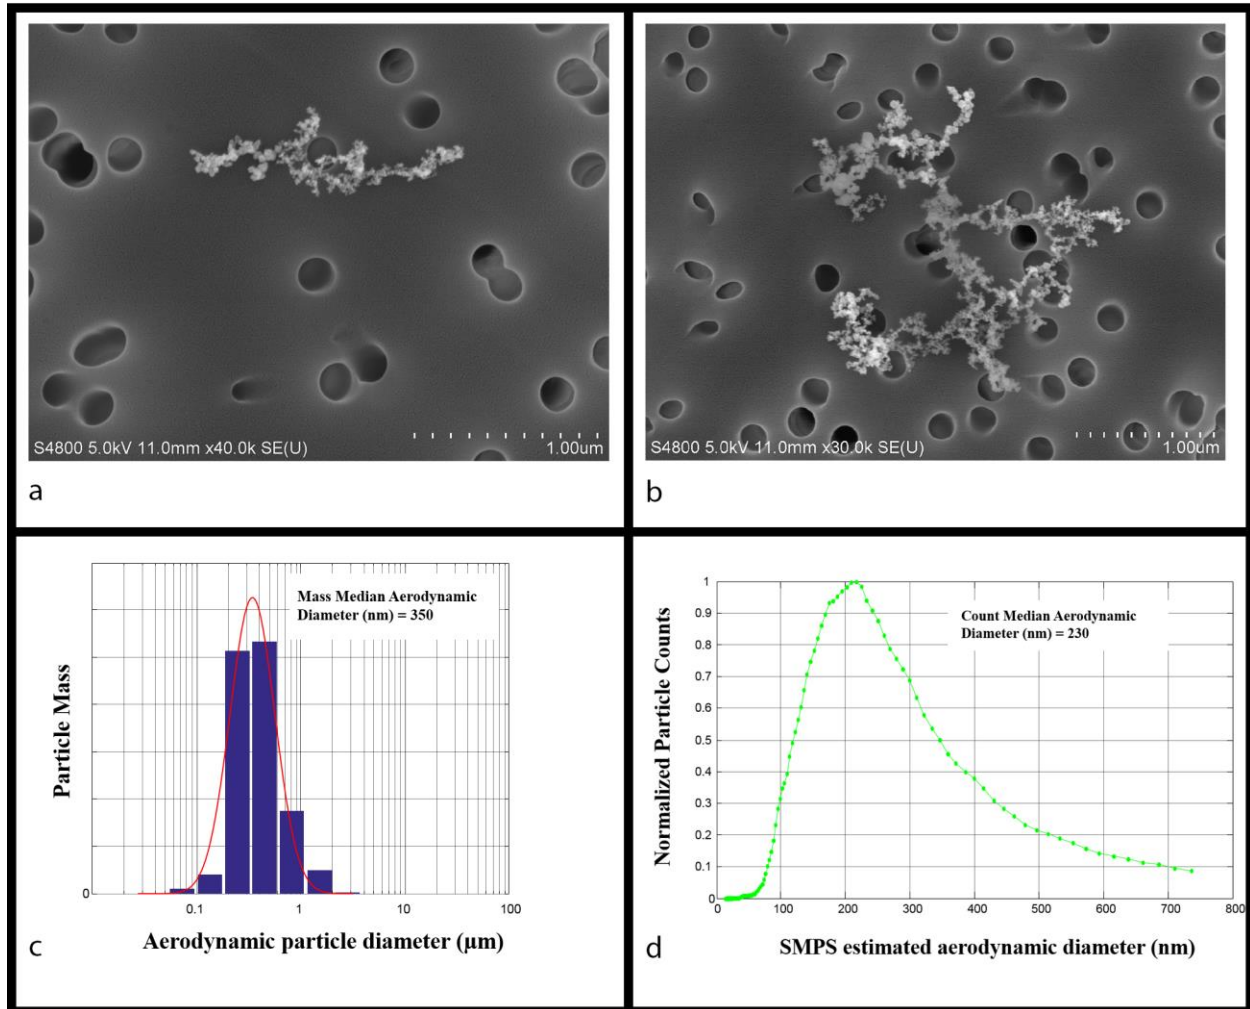 S4800 5.0kV 11.0mm x40.0k SE(U)
1.00um
a
S4800 5.0kV 11.0mm x30.0k SE(U)
1.00um
b
Mass Median Aerodynamic
Diameter (nm) = 350
Particle Mass
0
0.1
1
10
100
Aerodynamic particle diameter (µm)
c
Count Median Aerodynamic
Diameter (nm) = 230
Normalized Particle Counts
1
0.9
0.8
0.7
0.6
0.5
0.4
0.3
0.2
0.1
0
0
100
200
300
400
500
600
700
800
SMPS estimated aerodynamic diameter (nm)
d